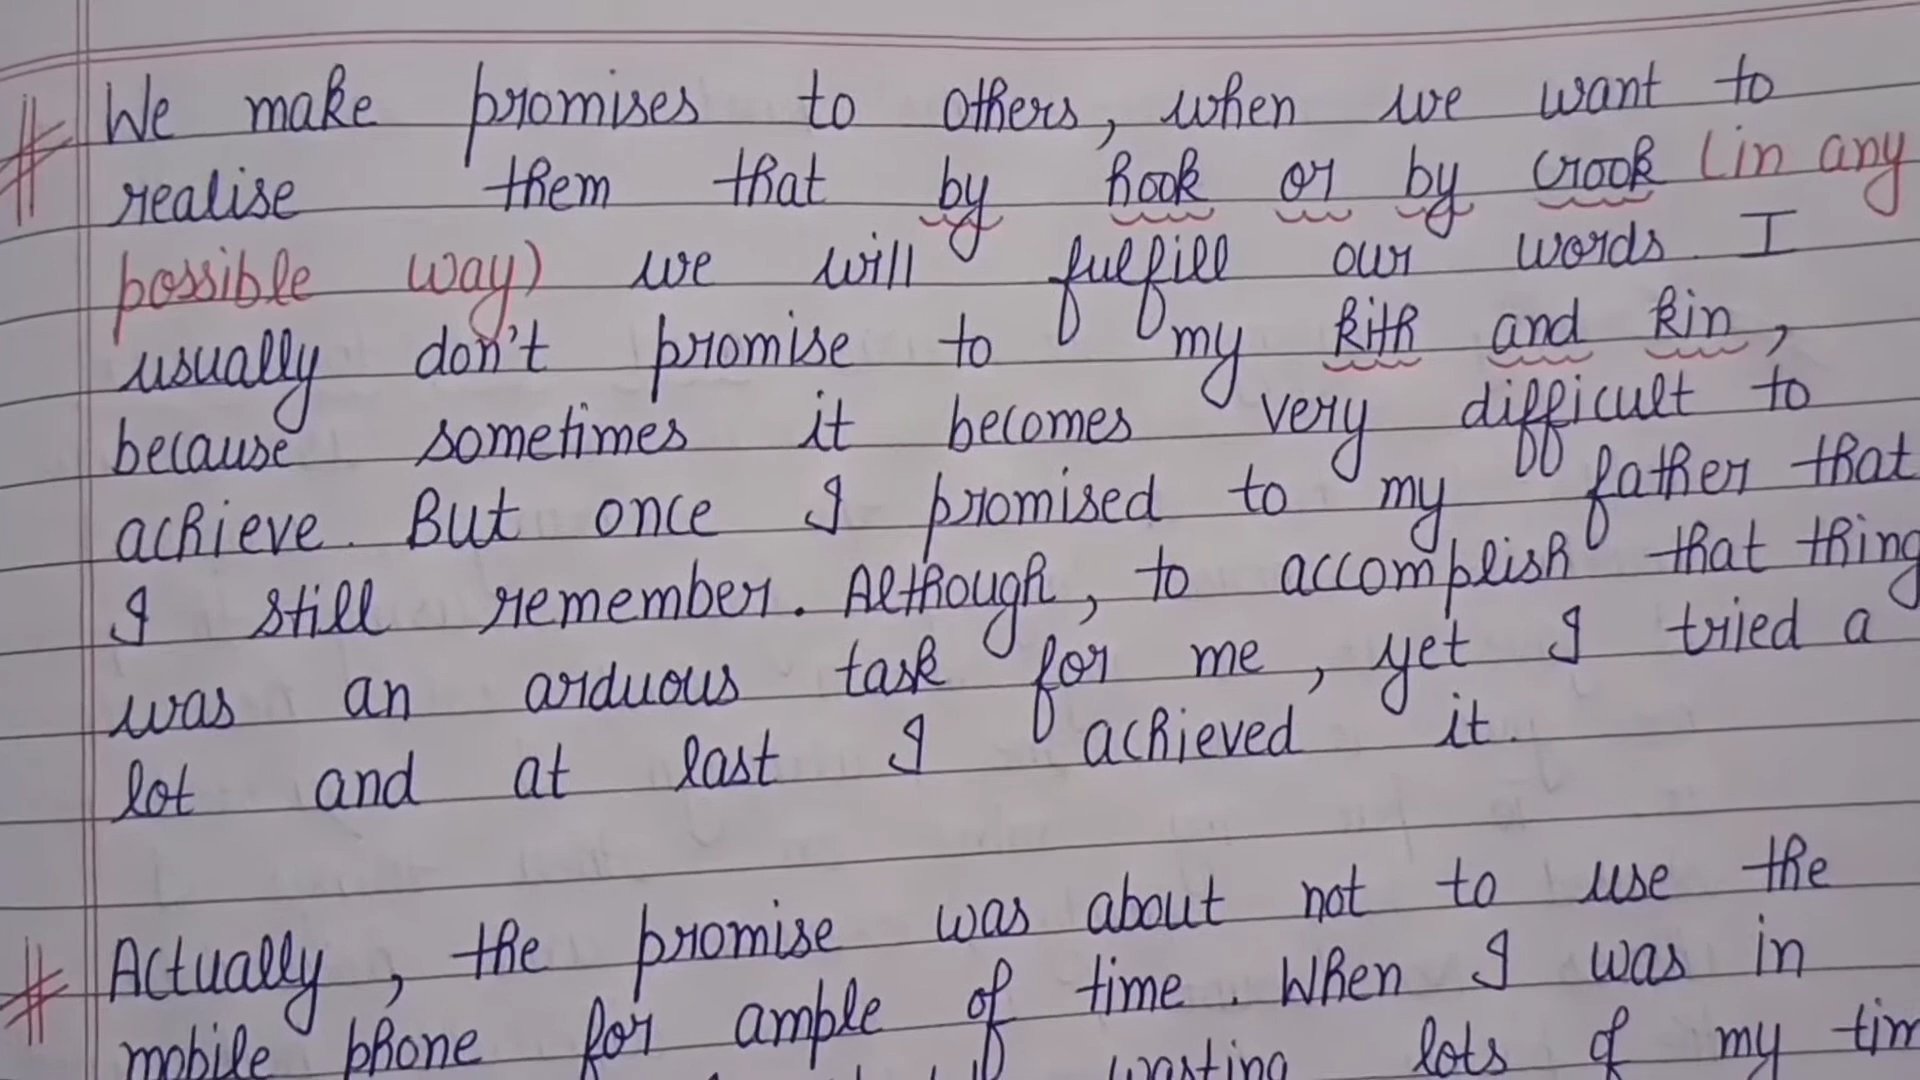 # We make promises to others, when we want to
realise them that by hook or by crook (in any
possible way) we will fulfill our words. I
usually don't promise to my kith and kin,
because sometimes it becomes very difficult to
achieve. But once I promised to my father that
I still remember. Although, to accomplish that thing
was an arduous task for me, yet I tried a
lot and at last I achieved it.
# Actually, the promise was about not to use the
mobile phone for ample of time. When I was in
wasting lots of my tim